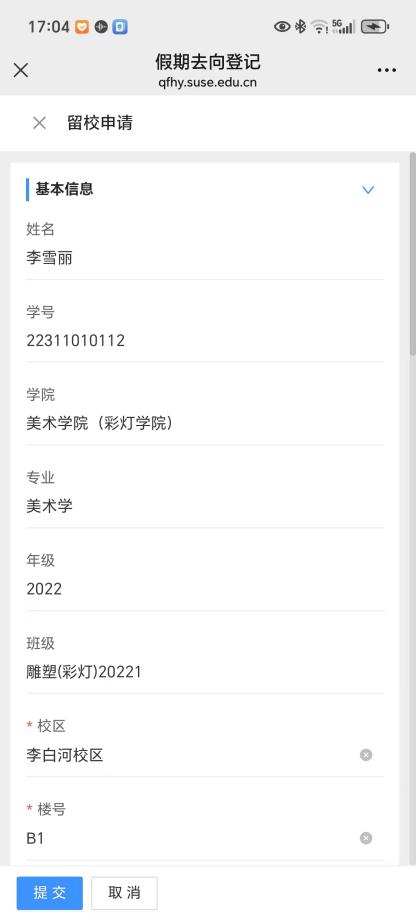 17:04
5G
假期去向登记
qfhy.suse.edu.cn
留校申请
基本信息
姓名
李雪丽
学号
22311010112
学院
美术学院（彩灯学院）
专业
美术学
年级
2022
班级
雕塑(彩灯)20221
* 校区
李白河校区
* 楼号
B1
提交 取消